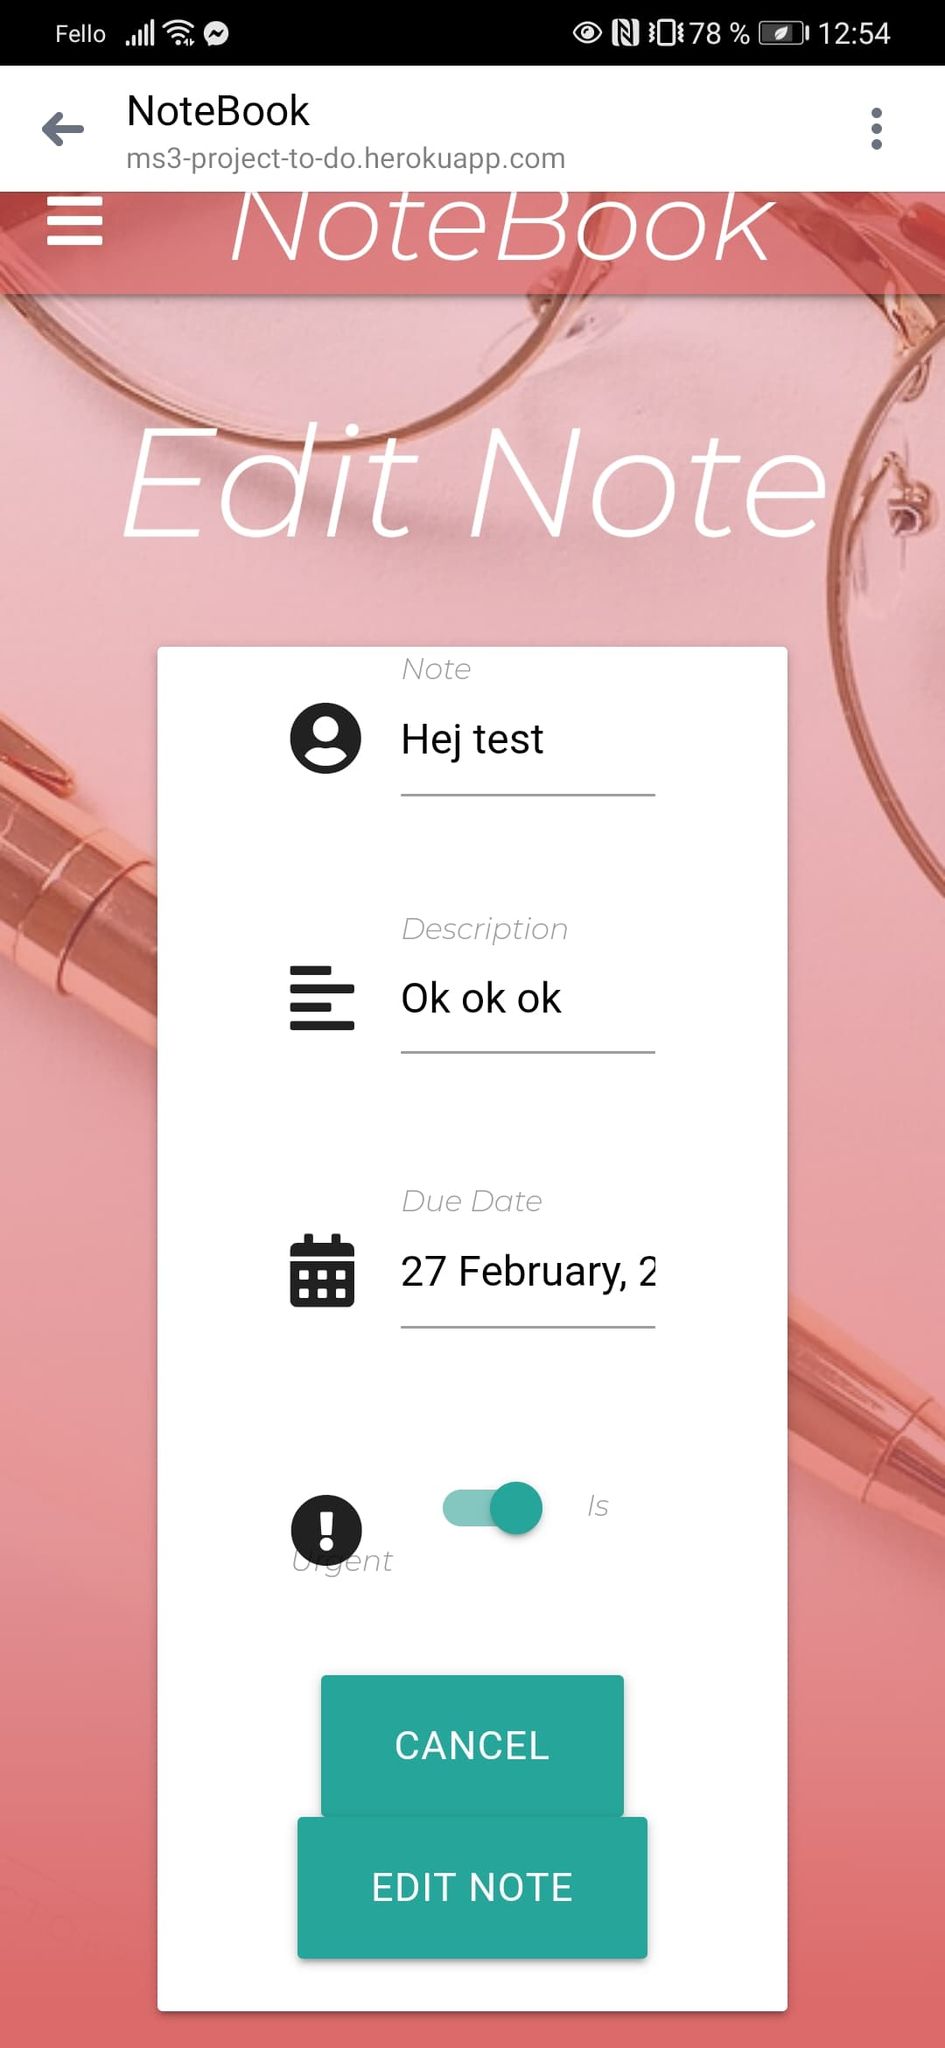 Fello 78 % 12:54
NoteBook
ms3-project-to-do.herokuapp.com
NoteBook
Edit Note
Note
Hej test
Description
Ok ok ok
Due Date
27 February, 2
Is
Urgent
CANCEL
EDIT NOTE